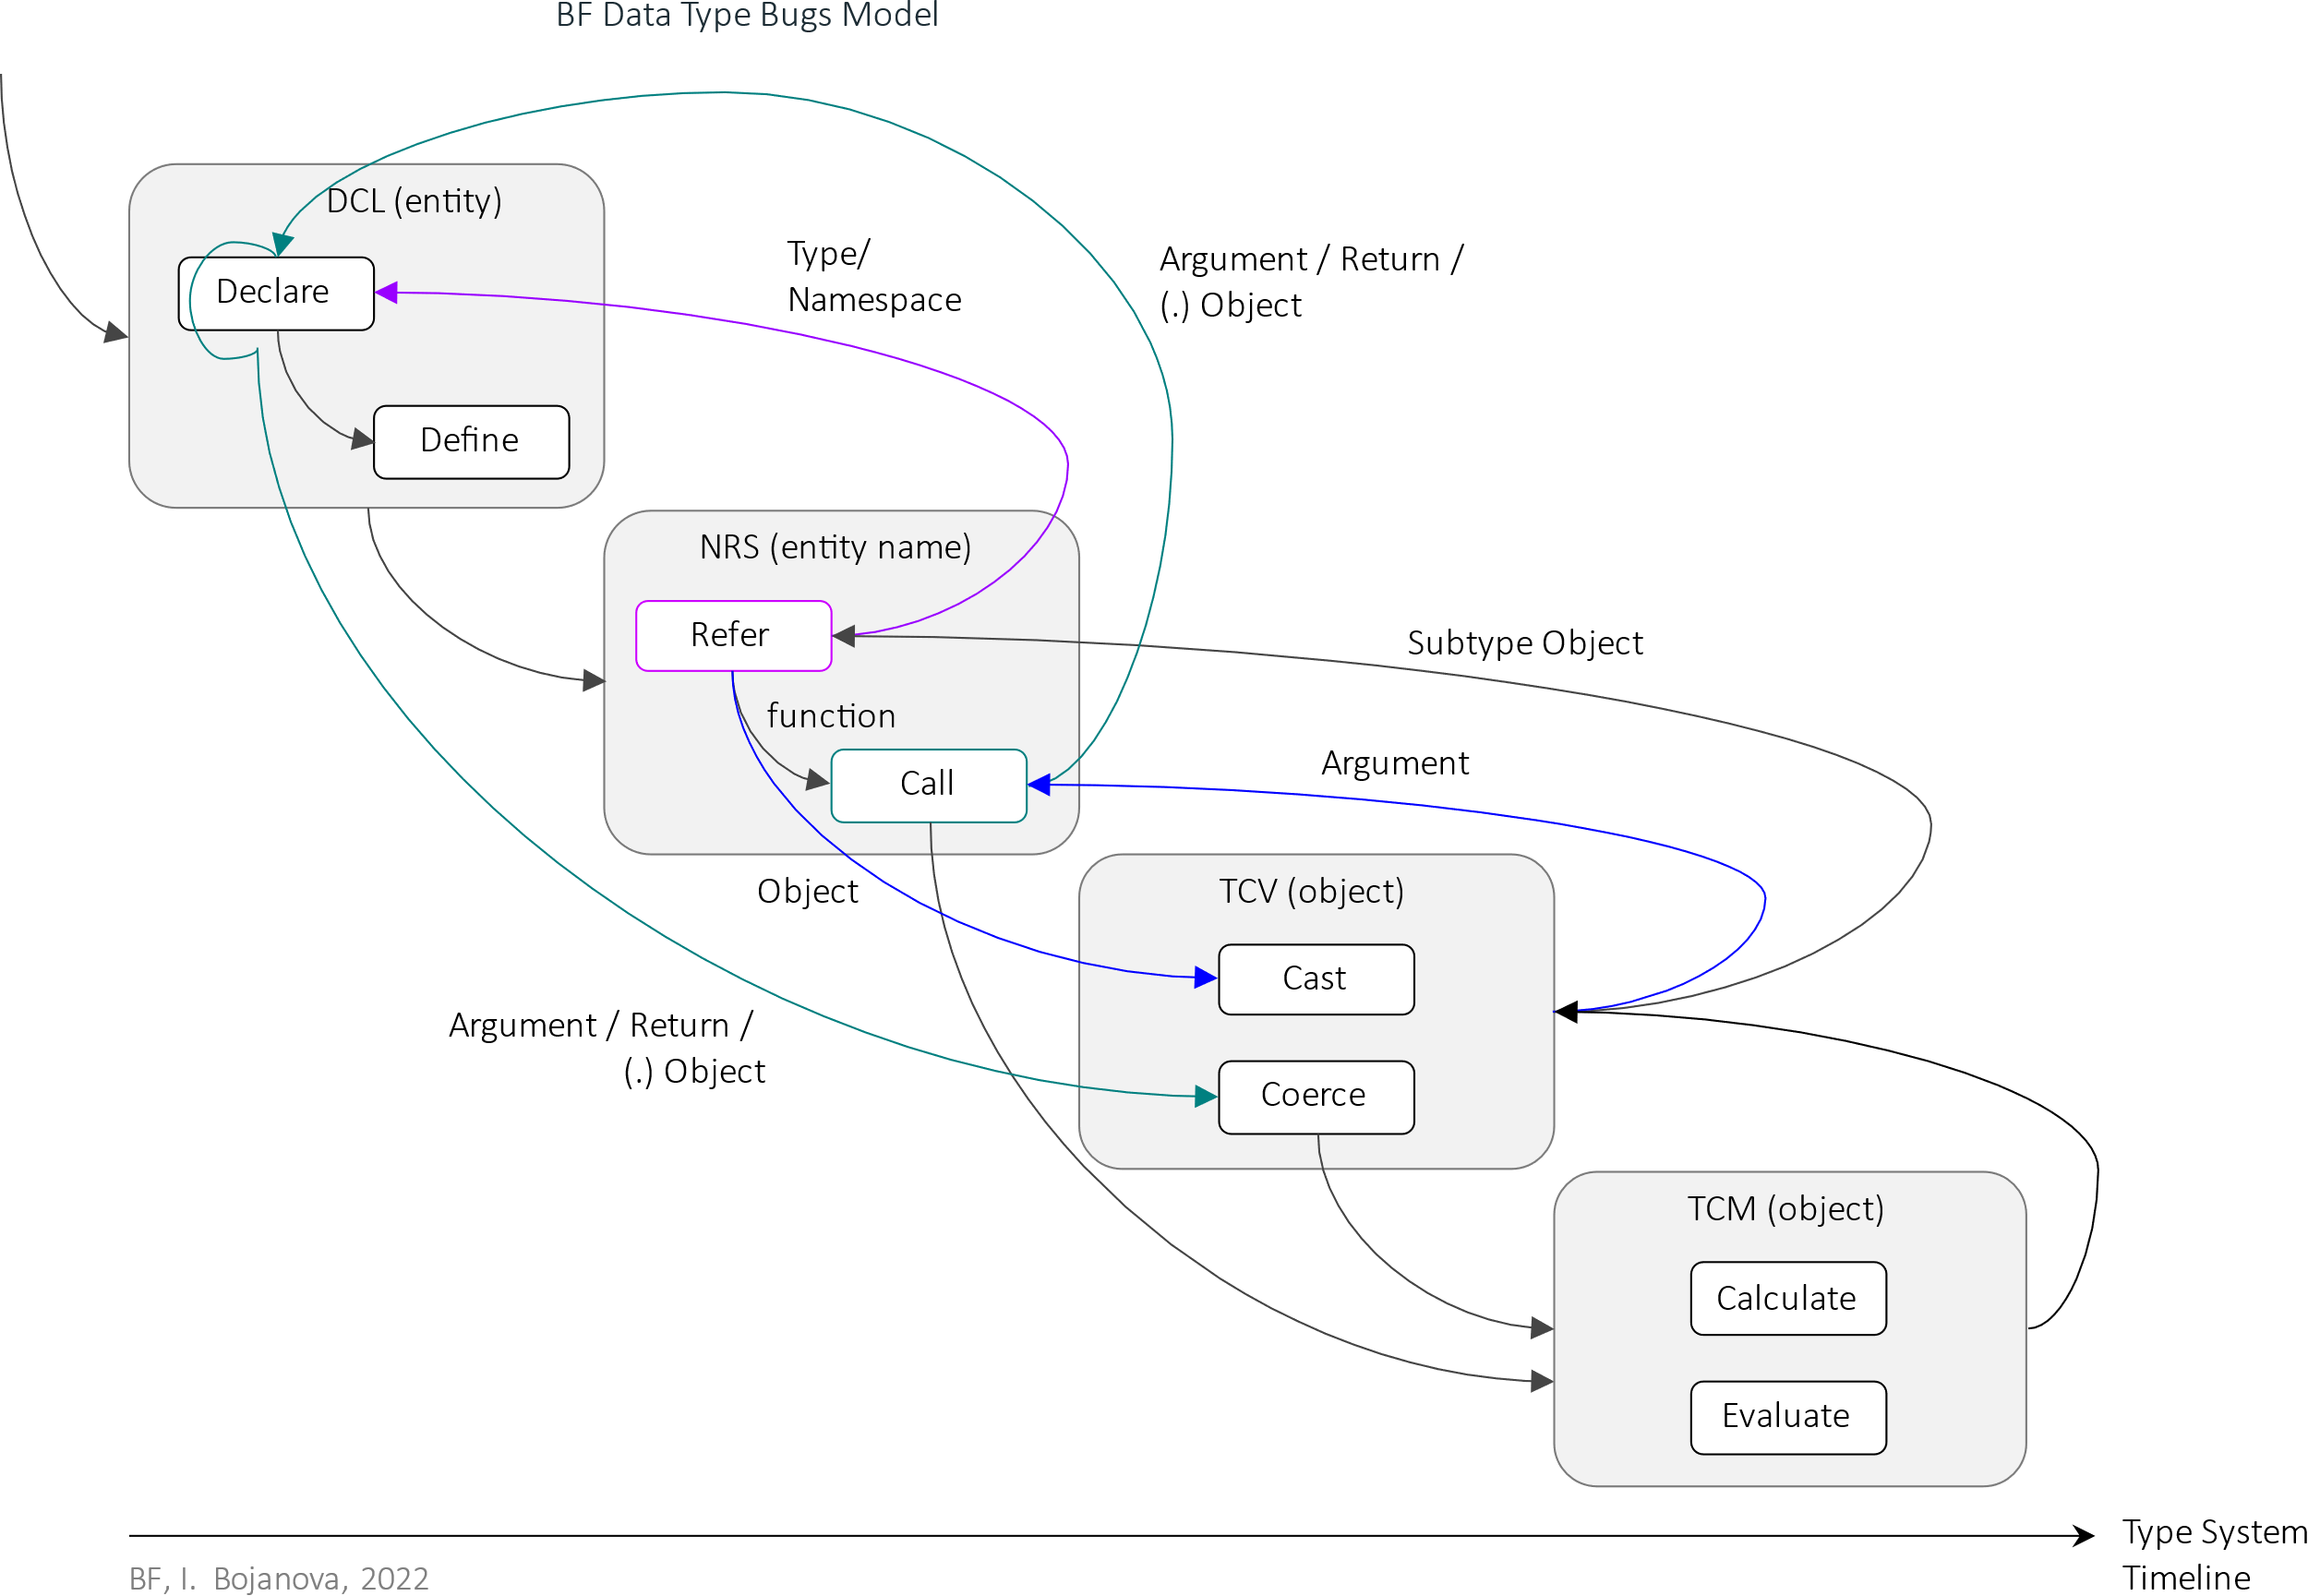 BF Data Type Bugs Model
DCL (entity)
Declare
Define
Type/
Namespace
Argument / Return /
(.) Object
NRS (entity name)
Refer
function
Call
Subtype Object
Argument
Object
TCV (object)
Cast
Coerce
Argument / Return /
(.) Object
TCM (object)
Calculate
Evaluate
Type System
Timeline
BF, I. Bojanova, 2022